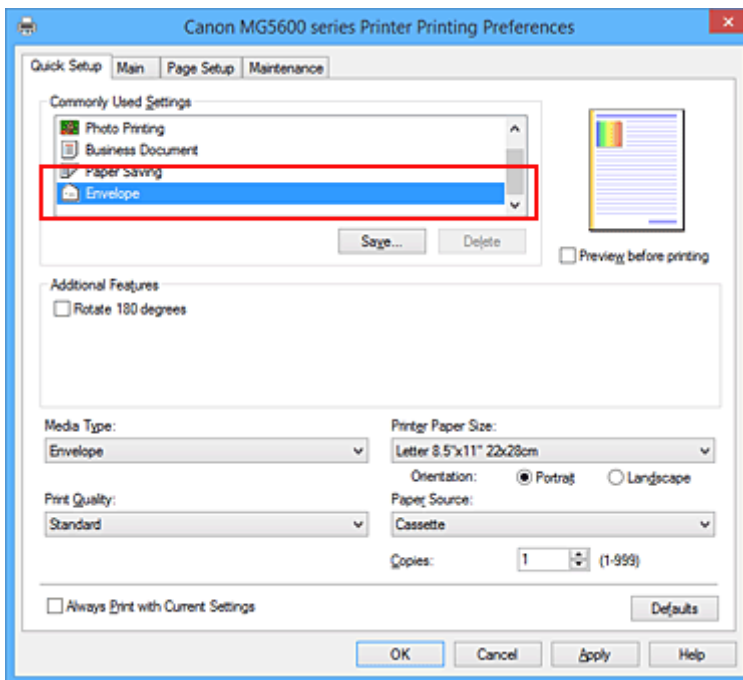 Canon MG5600 series Printer Printing Preferences
Quick Setup Main Page Setup Maintenance
Commonly Used Settings
Photo Printing
Business Document
Paper Saving
Envelope
Save... Delete
Preview before printing
Additional Features
Rotate 180 degrees
Media Type: Printer Paper Size:
Envelope Letter 8.5"x11" 22x28cm
Orientation: Portrait Landscape
Print Quality: Paper Source:
Standard Cassette
Copies: 1 (1-999)
Always Print with Current Settings Defaults
OK Cancel Apply Help